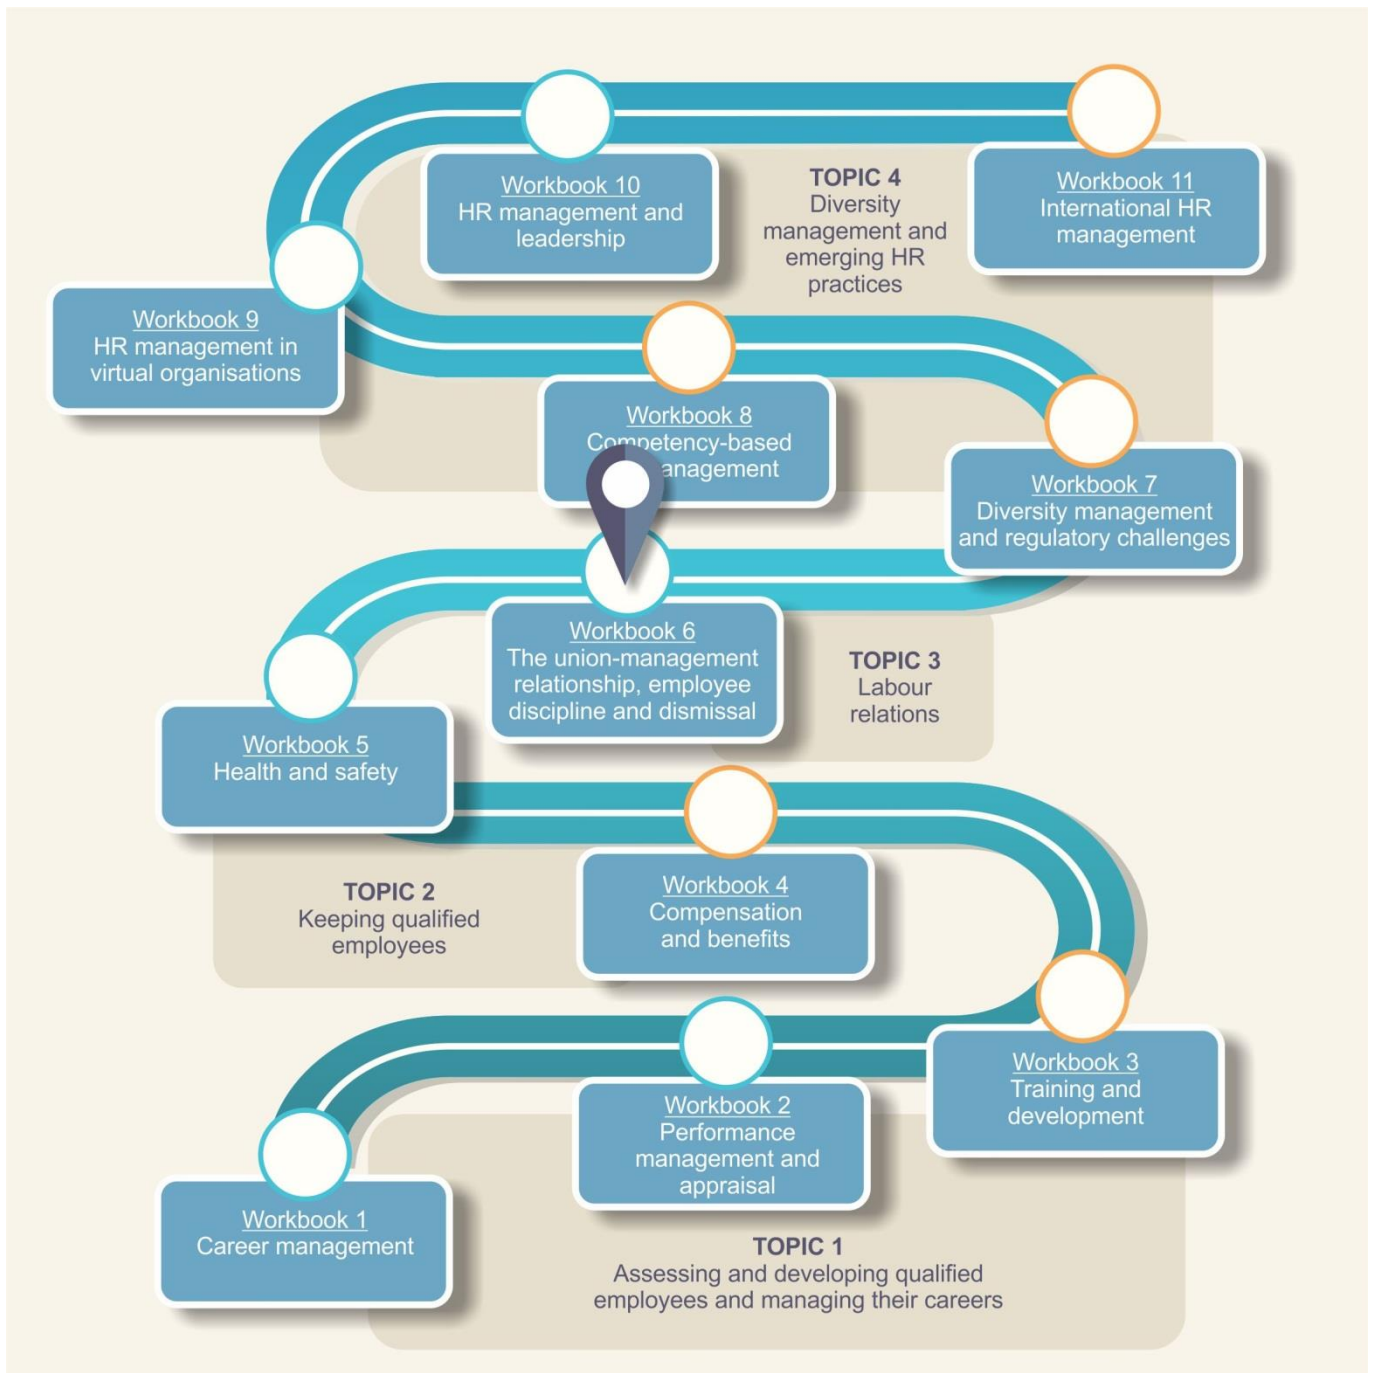 Workbook 10
HR management and
leadership
TOPIC 4
Diversity
management and
emerging HR
practices
Workbook 11
International HR
management
Workbook 9
HR management in
virtual organisations
Workbook 8
Competency-based
management
Workbook 7
Diversity management
and regulatory challenges
Workbook 6
The union-management
relationship, employee
discipline and dismissal
TOPIC 3
Labour
relations
Workbook 5
Health and safety
TOPIC 2
Keeping qualified
employees
Workbook 4
Compensation
and benefits
Workbook 3
Training and
development
Workbook 2
Performance
management and
appraisal
Workbook 1
Career management
TOPIC 1
Assessing and developing qualified
employees and managing their careers